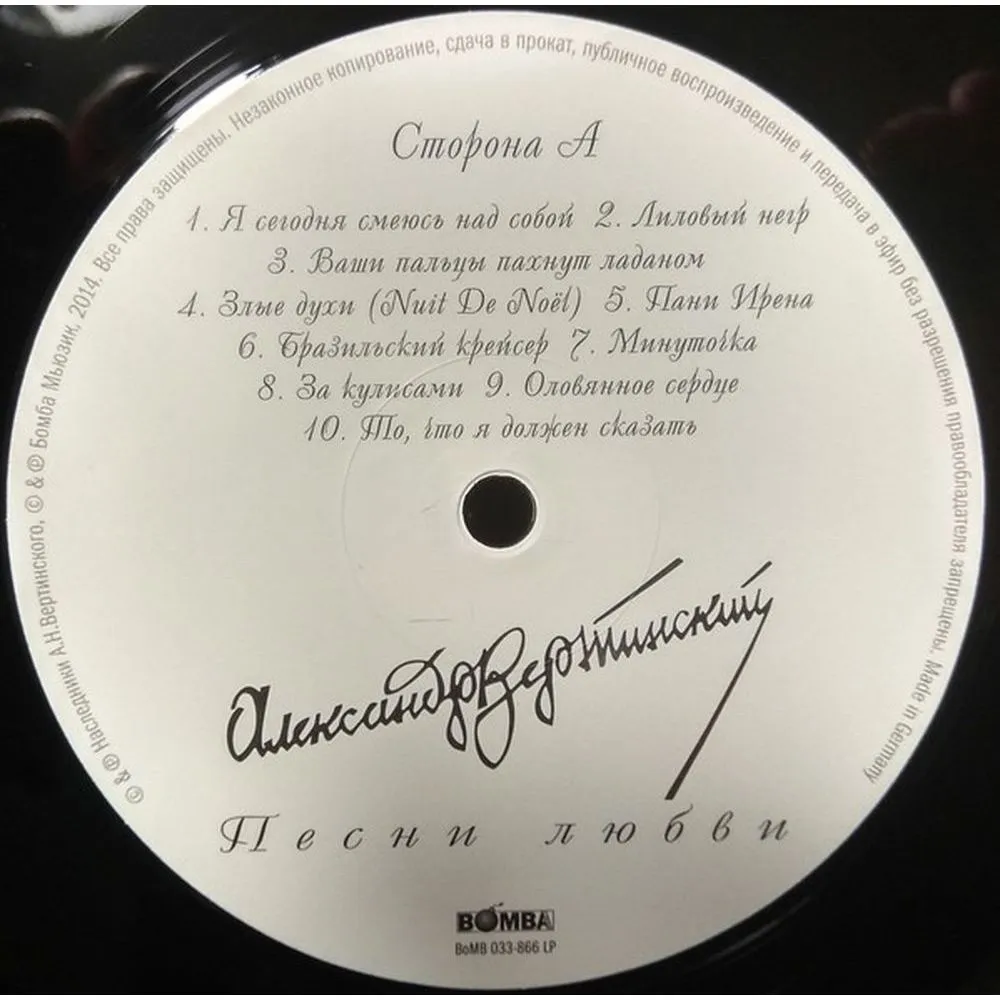 © & ℗ Наследники А.Н.Вертинского, © & ℗ Бомба Мьюзик, 2014. Все права защищены. Незаконное копирование, сдача в прокат, публичное воспроизведение и передача в эфир без разрешения правообладателя запрещены. Made in Germany
Сторона А
1. Я сегодня смеюсь над собой 2. Лиловый негр
3. Ваши пальцы пахнут ладаном
4. Злые духи (Nuit De Noël) 5. Пани Ирена
6. Бразильский крейсер 7. Минуточка
8. За кулисами 9. Оловянное сердце
10. То, что я должен сказать
Александр Вертинский
Песни любви
BOMBA
BoMB 033-866 LP